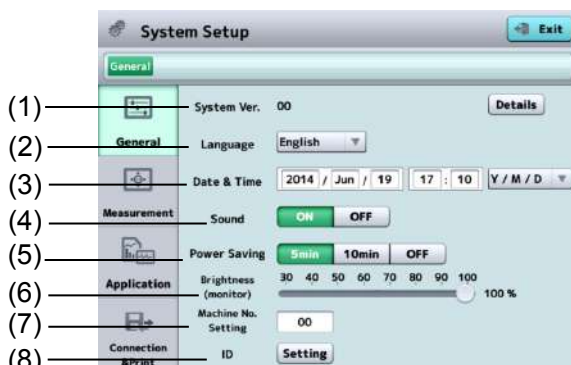 System Setup
Exit
General
(1) System Ver. 00 Details
General
(2) Language English
(3) Date & Time 2014 / Jun / 19 17 : 10 Y / M / D
Measurement
(4) Sound ON OFF
(5) Power Saving 5min 10min OFF
Application
(6) Brightness (monitor) 30 40 50 60 70 80 90 100 100 %
(7) Machine No. Setting 00
Connection &Print
(8) ID Setting